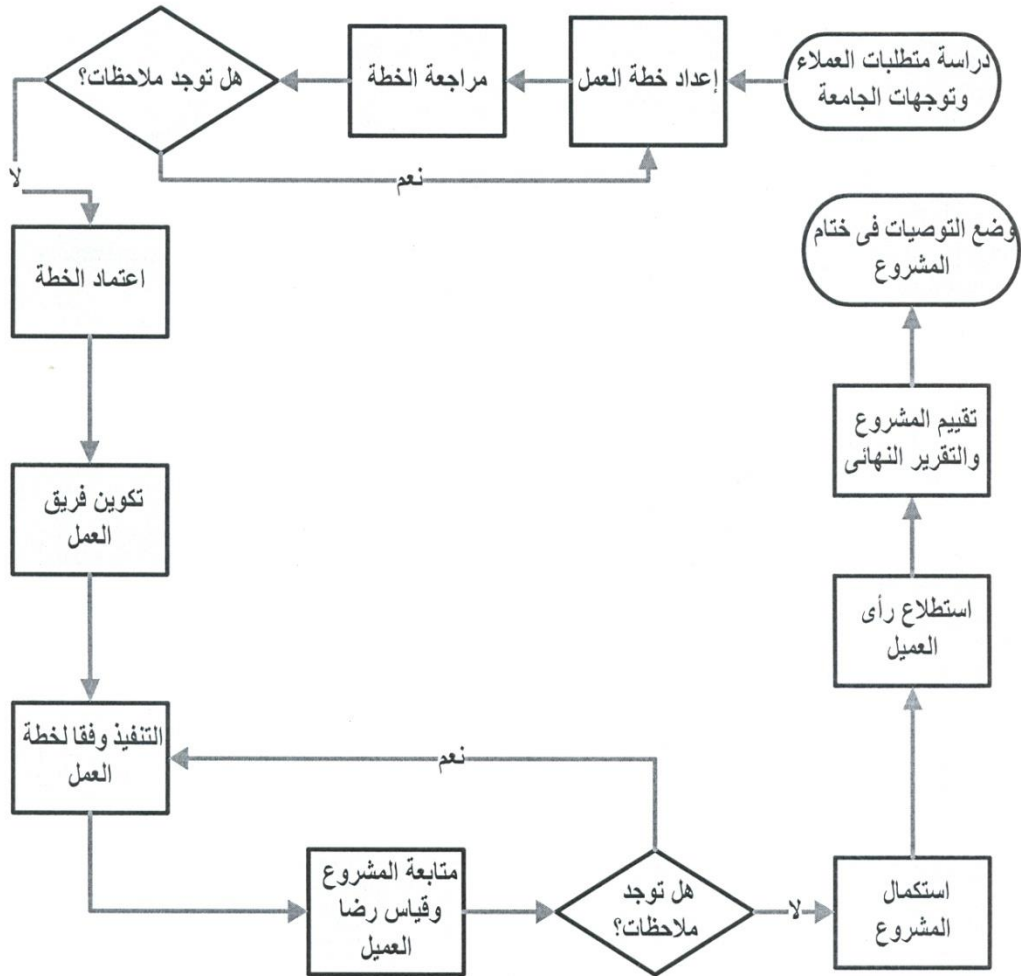 دراسة متطلبات العملاء
وتوجهات الجامعة
إعداد خطة العمل
مراجعة الخطة
هل توجد ملاحظات؟
نعم
لا
اعتماد الخطة
تكوين فريق
العمل
التنفيذ وفقا لخطة
العمل
متابعة المشروع
وقياس رضا
العميل
هل توجد
ملاحظات؟
نعم
لا
استكمال
المشروع
استطلاع رأى
العميل
تقييم المشروع
والتقرير النهائى
وضع التوصيات فى ختام
المشروع